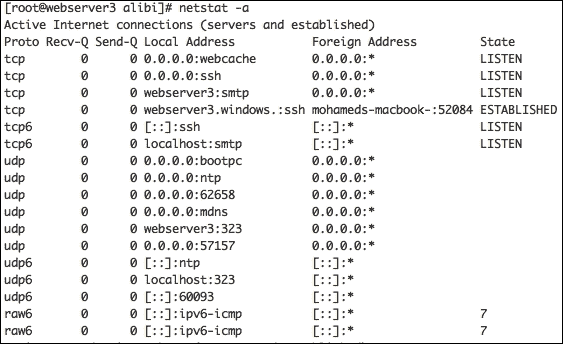 [root@webserver3 alibi]# netstat -a
Active Internet connections (servers and established)
Proto Recv-Q Send-Q Local Address           Foreign Address         State
tcp        0      0 0.0.0.0:webcache        0.0.0.0:*               LISTEN
tcp        0      0 0.0.0.0:ssh             0.0.0.0:*               LISTEN
tcp        0      0 webserver3:smtp         0.0.0.0:*               LISTEN
tcp        0      0 webserver3.windows.:ssh mohameds-macbook-:52084 ESTABLISHED
tcp6       0      0 [::]:ssh                [::]:*                  LISTEN
tcp6       0      0 localhost:smtp          [::]:*                  LISTEN
udp        0      0 0.0.0.0:bootpc          0.0.0.0:*
udp        0      0 0.0.0.0:ntp             0.0.0.0:*
udp        0      0 0.0.0.0:62658           0.0.0.0:*
udp        0      0 0.0.0.0:mdns            0.0.0.0:*
udp        0      0 webserver3:323          0.0.0.0:*
udp        0      0 0.0.0.0:57157           0.0.0.0:*
udp6       0      0 [::]:ntp                [::]:*
udp6       0      0 localhost:323           [::]:*
udp6       0      0 [::]:60093              [::]:*
raw6       0      0 [::]:ipv6-icmp          [::]:*                  7
raw6       0      0 [::]:ipv6-icmp          [::]:*                  7